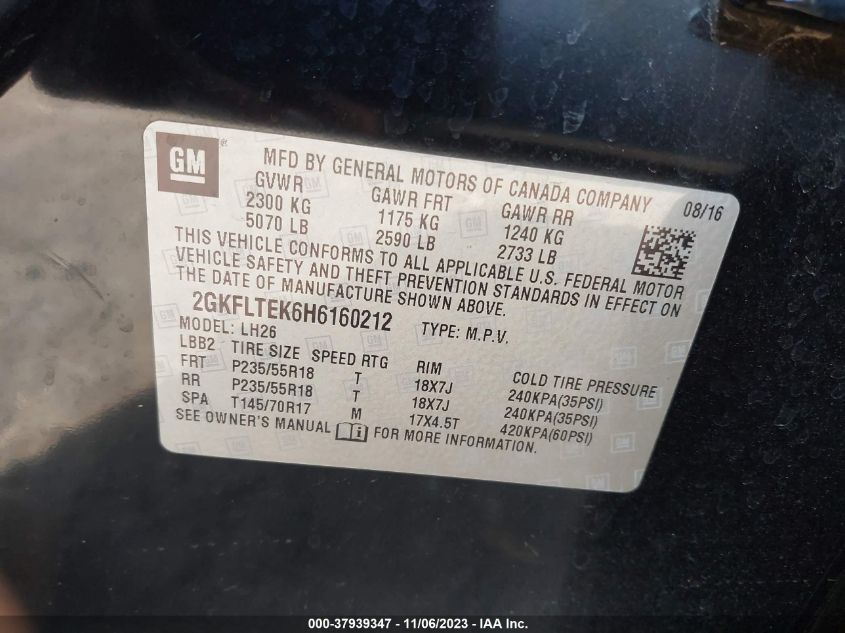 GM ® MFD BY GENERAL MOTORS OF CANADA COMPANY 08/16
GVWR GAWR FRT GAWR RR
2300 KG 1175 KG 1240 KG
5070 LB 2590 LB 2733 LB
THIS VEHICLE CONFORMS TO ALL APPLICABLE U.S. FEDERAL MOTOR
VEHICLE SAFETY AND THEFT PREVENTION STANDARDS IN EFFECT ON
THE DATE OF MANUFACTURE SHOWN ABOVE.
2GKFLTEK6H6160212 TYPE: M.P.V.
MODEL: LH26
LBB2 TIRE SIZE SPEED RTG RIM COLD TIRE PRESSURE
FRT P235/55R18 T 18X7J 240KPA(35PSI)
RR P235/55R18 T 18X7J 240KPA(35PSI)
SPA T145/70R17 M 17X4.5T 420KPA(60PSI)
SEE OWNER'S MANUAL i FOR MORE INFORMATION.
000-37939347 - 11/06/2023 - IAA Inc.